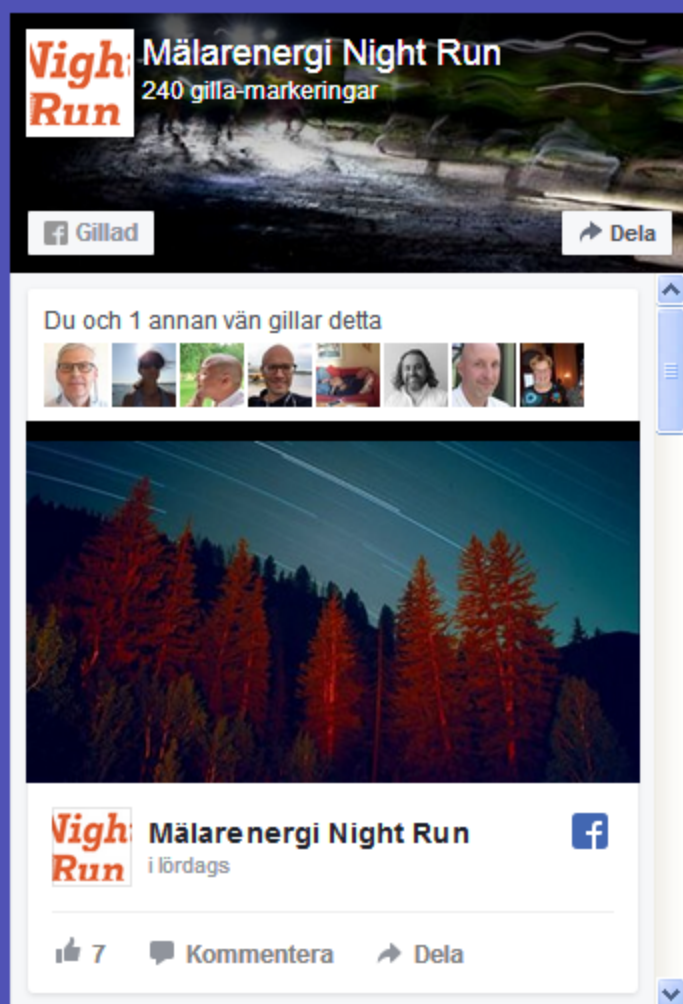 Nigh
Run
Mälarenergi Night Run
240 gilla-markeringar
Gillad
Dela
Du och 1 annan vän gillar detta
Nigh
Run
Mälarenergi Night Run
i lördags
7
Kommentera
Dela